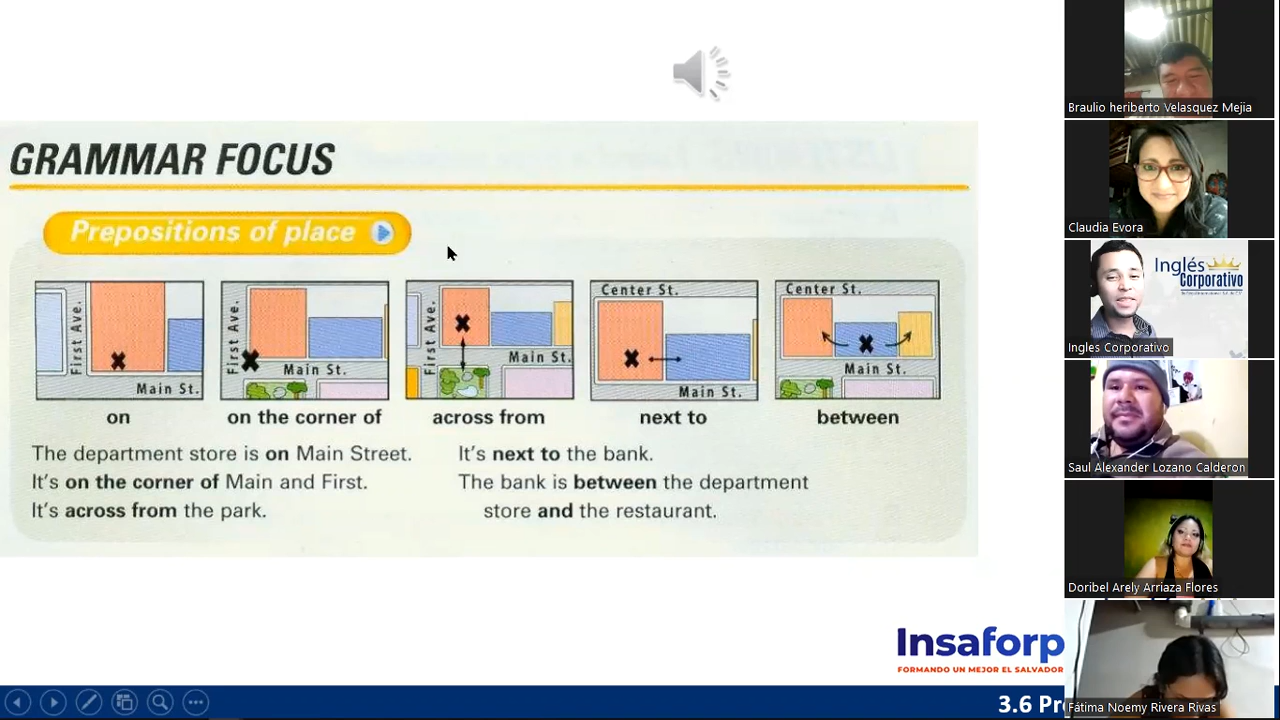 GRAMMAR FOCUS
Prepositions of place
First Ave.
Main St.
on
First Ave.
Main St.
on the corner of
First Ave.
Main St.
across from
Center St.
Main St.
next to
Center St.
Main St.
between
The department store is on Main Street.
It's on the corner of Main and First.
It's across from the park.
It's next to the bank.
The bank is between the department
store and the restaurant.
Insaforp
FORMANDO UN MEJOR EL SALVADOR
3.6 Pr
Braulio heriberto Velasquez Mejia
Claudia Evora
Inglés
Corporativo
Ingles Corporativo
Saul Alexander Lozano Calderon
Doribel Arely Arriaza Flores
Fátima Noemy Rivera Rivas